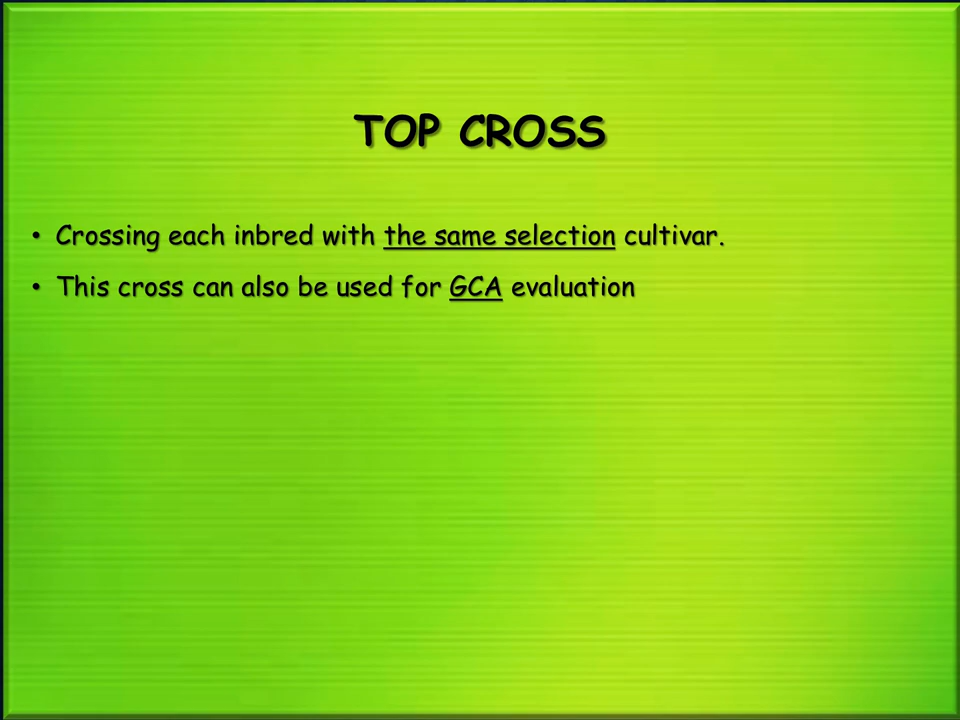 TOP CROSS
• Crossing each inbred with the same selection cultivar.
• This cross can also be used for GCA evaluation